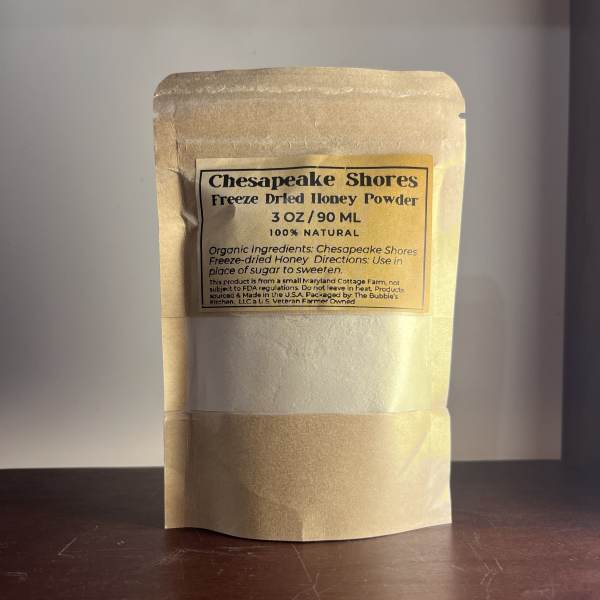 Chesapeake Shores
Freeze Dried Honey Powder
3 OZ / 90 ML
100% NATURAL
Organic Ingredients: Chesapeake Shores
Freeze-dried Honey Directions: Use in
place of sugar to sweeten.
This product is from a small Maryland Cottage Farm, not
subject to FDA regulations. Do not leave in heat. Products
sourced & Made in the U.S.A. Packaged by: The Bubbie's
Kitchen, LLC a U.S. Veteran Farmer Owned